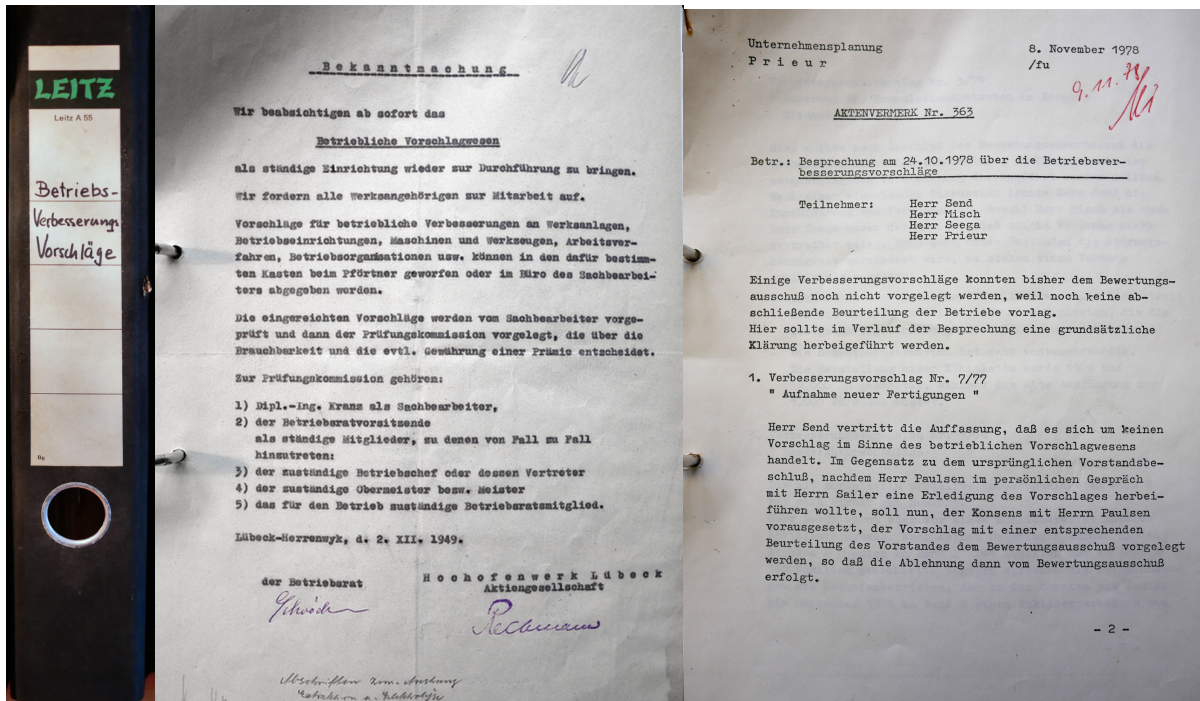 LEITZ
Leitz A 55
Betriebs-
Verbesserungs
Vorschläge
Bekanntmachung
Wir beabsichtigen ab sofort das
Betriebliche Vorschlagwesen
als ständige Einrichtung wieder zur Durchführung zu bringen.
Wir fordern alle Werksangehörigen zur Mitarbeit auf.
Vorschläge für betriebliche Verbesserungen an Werksanlagen,
Betriebseinrichtungen, Maschinen und Werkzeugen, Arbeitsver-
fahren, Betriebsorganisationen usw. können in den dafür bestimm-
ten Kasten beim Pförtner geworfen oder im Büro des Sachbearbei-
ters abgegeben werden.
Die eingereichten Vorschläge werden vom Sachbearbeiter vorge-
prüft und dann der Prüfungskommission vorgelegt, die über die
Brauchbarkeit und die evtl. Gewährung einer Prämie entscheidet.
Zur Prüfungskommission gehören:
1) Dipl.-Ing. Kranz als Sachbearbeiter,
2) der Betriebsratvorsitzende
als ständige Mitglieder, zu denen von Fall zu Fall
hinzutreten:
3) der zuständige Betriebschef oder dessen Vertreter
4) der zuständige Obermeister bezw. Meister
5) das für den Betrieb zuständige Betriebsratsmitglied.
Lübeck-Herrenwyk, d. 2. XII. 1949.
der Betriebsrat
Hochofenwerk Lübeck
Aktiengesellschaft
Abschriften zum Aushang
Unternehmensplanung
Prieur
8. November 1978
/fu
9.11.78
AKTENVERMERK Nr. 363
Betr.: Besprechung am 24.10.1978 über die Betriebsver-
besserungsvorschläge
Teilnehmer: Herr Send
Herr Misch
Herr Seega
Herr Prieur
Einige Verbesserungsvorschläge konnten bisher dem Bewertungs-
ausschuß noch nicht vorgelegt werden, weil noch keine ab-
schließende Beurteilung der Betriebe vorlag.
Hier sollte im Verlauf der Besprechung eine grundsätzliche
Klärung herbeigeführt werden.
1. Verbesserungsvorschlag Nr. 7/77
" Aufnahme neuer Fertigungen "
Herr Send vertritt die Auffassung, daß es sich um keinen
Vorschlag im Sinne des betrieblichen Vorschlagwesens
handelt. Im Gegensatz zu dem ursprünglichen Vorstandsbe-
schluß, nachdem Herr Paulsen im persönlichen Gespräch
mit Herrn Sailer eine Erledigung des Vorschlages herbei-
führen wollte, soll nun, der Konsens mit Herrn Paulsen
vorausgesetzt, der Vorschlag mit einer entsprechenden
Beurteilung des Vorstandes dem Bewertungsausschuß vorgelegt
werden, so daß die Ablehnung dann vom Bewertungsausschuß
erfolgt.
- 2 -